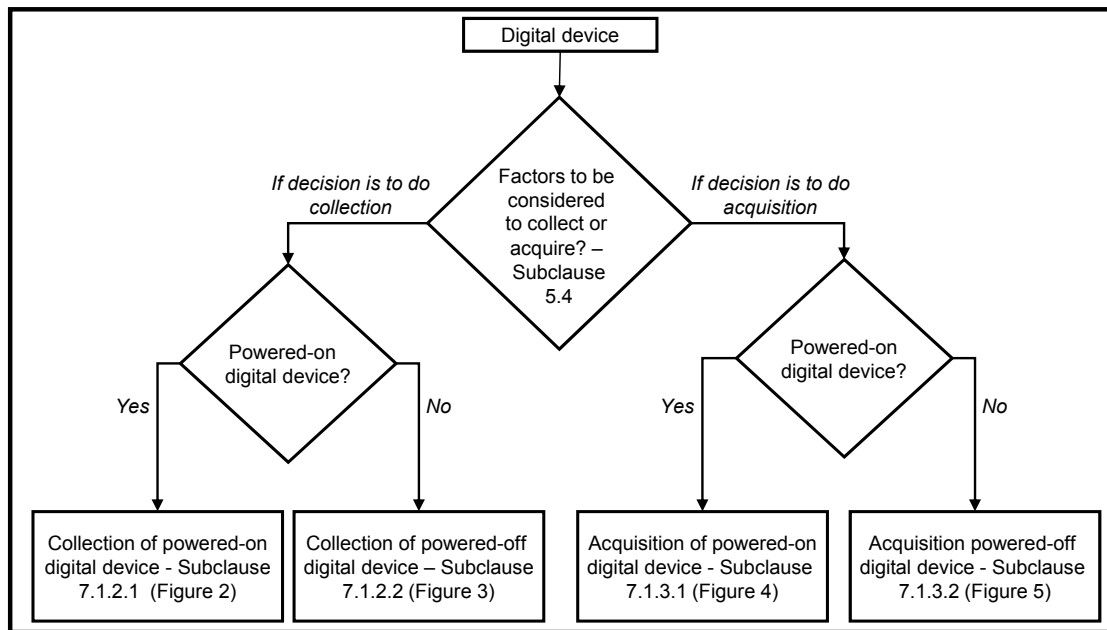 Digital device
If decision is to do
collection
Factors to be
considered
to collect or
acquire? –
Subclause
5.4
If decision is to do
acquisition
Powered-on
digital device?
Powered-on
digital device?
Yes
No
Yes
No
Collection of powered-on
digital device - Subclause
7.1.2.1 (Figure 2)
Collection of powered-off
digital device – Subclause
7.1.2.2 (Figure 3)
Acquisition of powered-on
digital device - Subclause
7.1.3.1 (Figure 4)
Acquisition powered-off
digital device - Subclause
7.1.3.2 (Figure 5)